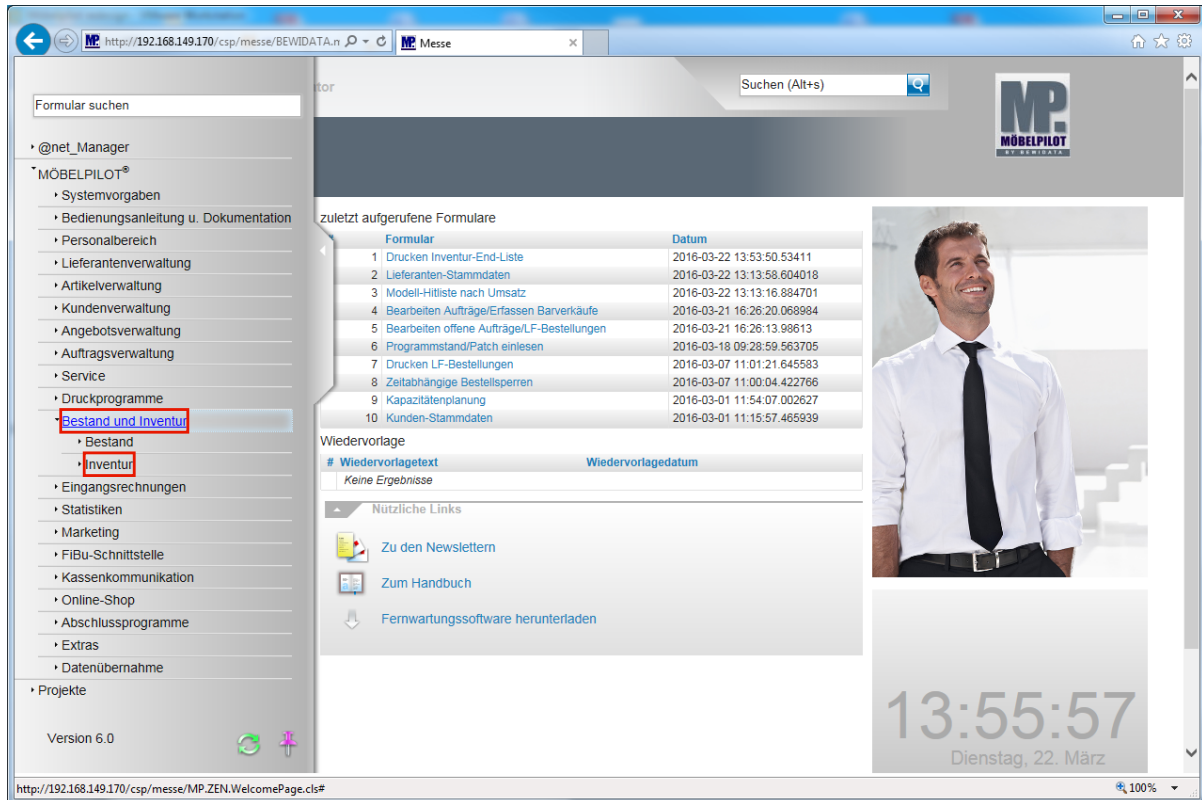 http://192.168.149.170/csp/messe/BEWIDATA.n
Messe
Formular suchen
tor
Suchen (Alt+s)
MP.
MÖBELPILOT
BY BEWIDATA
@net_Manager
MÖBELPILOT®
Systemvorgaben
Bedienungsanleitung u. Dokumentation
Personalbereich
Lieferantenverwaltung
Artikelverwaltung
Kundenverwaltung
Angebotsverwaltung
Auftragsverwaltung
Service
Druckprogramme
Bestand und Inventur
Bestand
Inventur
Eingangsrechnungen
Statistiken
Marketing
FiBu-Schnittstelle
Kassenkommunikation
Online-Shop
Abschlussprogramme
Extras
Datenübernahme
Projekte
Version 6.0
zuletzt aufgerufene Formulare
Formular Datum
1 Drucken Inventur-End-Liste 2016-03-22 13:53:50.53411
2 Lieferanten-Stammdaten 2016-03-22 13:13:58.604018
3 Modell-Hitliste nach Umsatz 2016-03-22 13:13:16.884701
4 Bearbeiten Aufträge/Erfassen Barverkäufe 2016-03-21 16:26:20.068984
5 Bearbeiten offene Aufträge/LF-Bestellungen 2016-03-21 16:26:13.98613
6 Programmstand/Patch einlesen 2016-03-18 09:28:59.563705
7 Drucken LF-Bestellungen 2016-03-07 11:01:21.645583
8 Zeitabhängige Bestellsperren 2016-03-07 11:00:04.422766
9 Kapazitätenplanung 2016-03-01 11:54:07.002627
10 Kunden-Stammdaten 2016-03-01 11:15:57.465939
Wiedervorlage
# Wiedervorlagetext Wiedervorlagedatum
Keine Ergebnisse
Nützliche Links
Zu den Newslettern
Zum Handbuch
Fernwartungssoftware herunterladen
13:55:57
Dienstag, 22. März
http://192.168.149.170/csp/messe/MP.ZEN.WelcomePage.cls#
100%